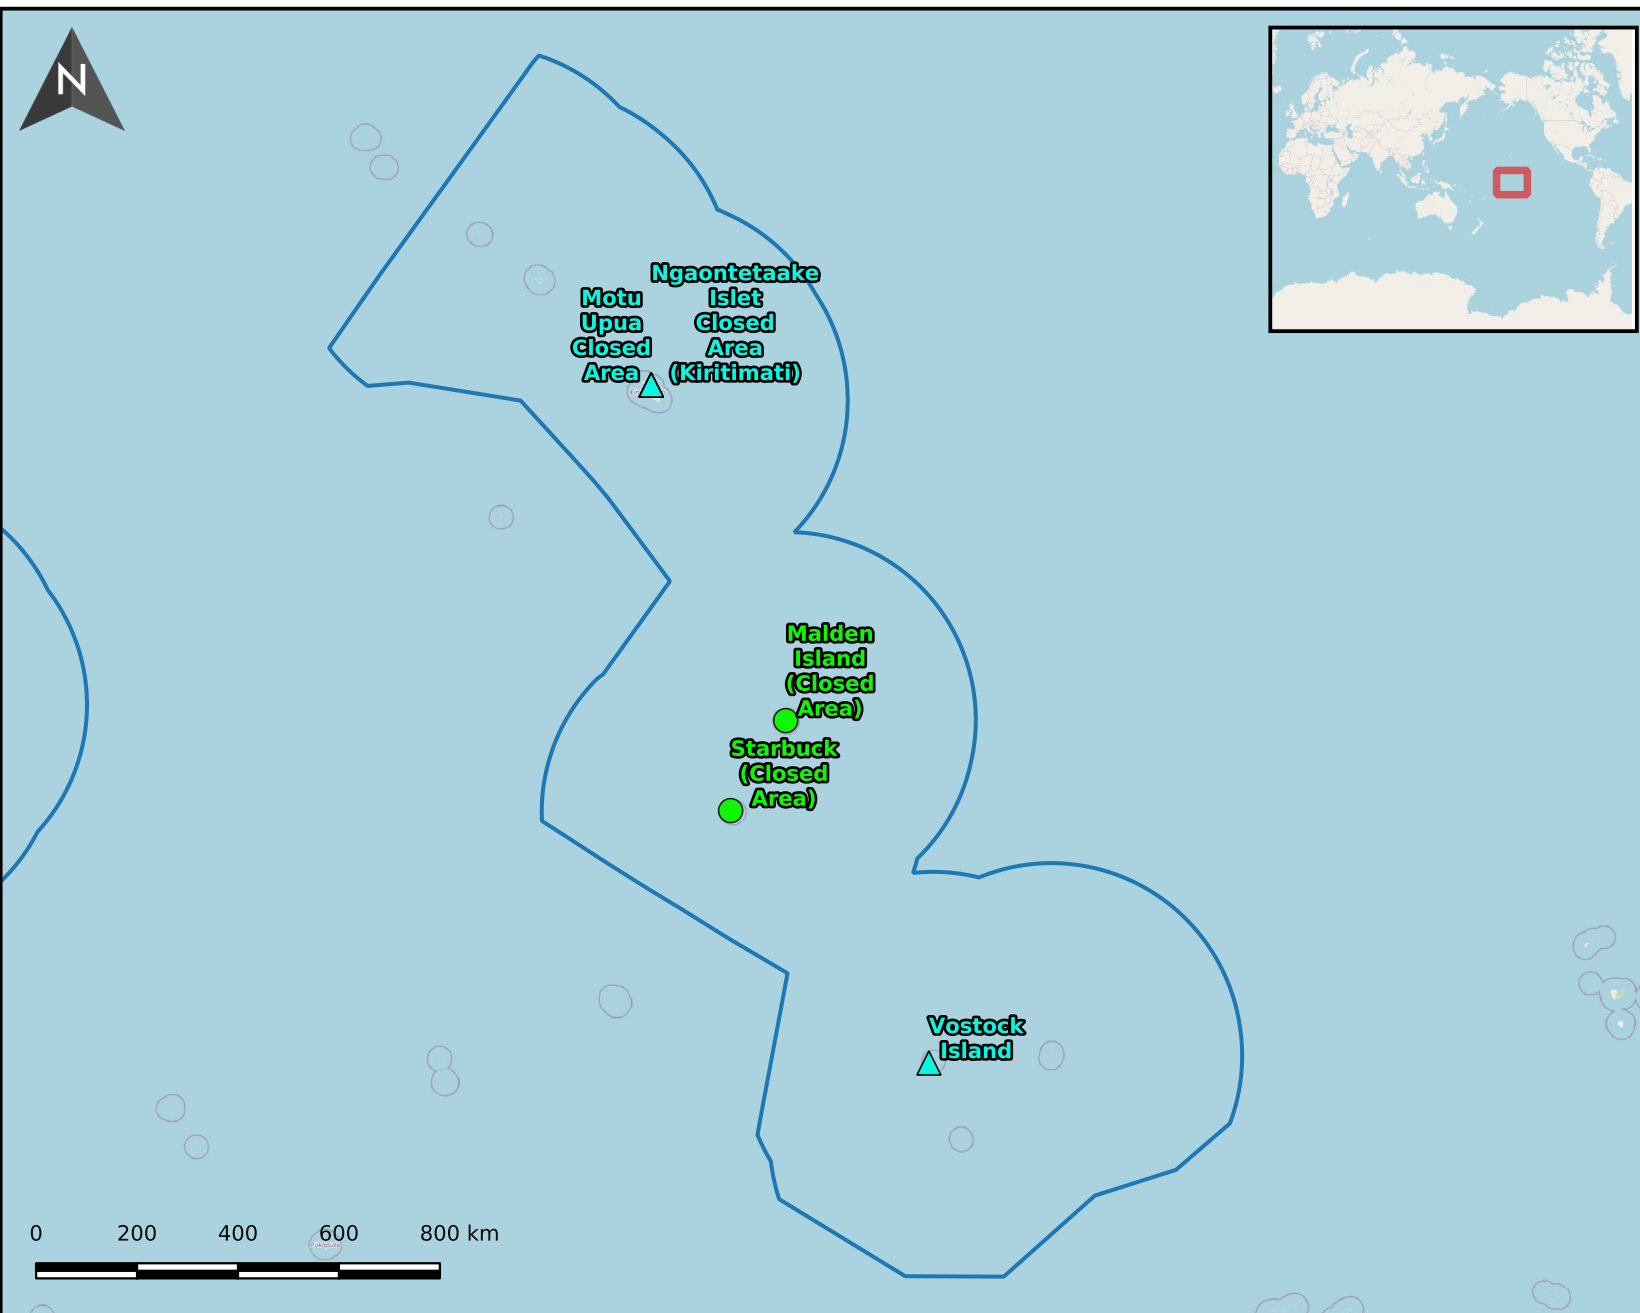 N
Ngaontetaake
Islet
Closed
Area
(Kiritimati)
Motu
Upua
Closed
Area
Malden
Island
(Closed
Area)
Starbuck
(Closed
Area)
Vostock
Island
0 200 400 600 800 km
Pukapuka